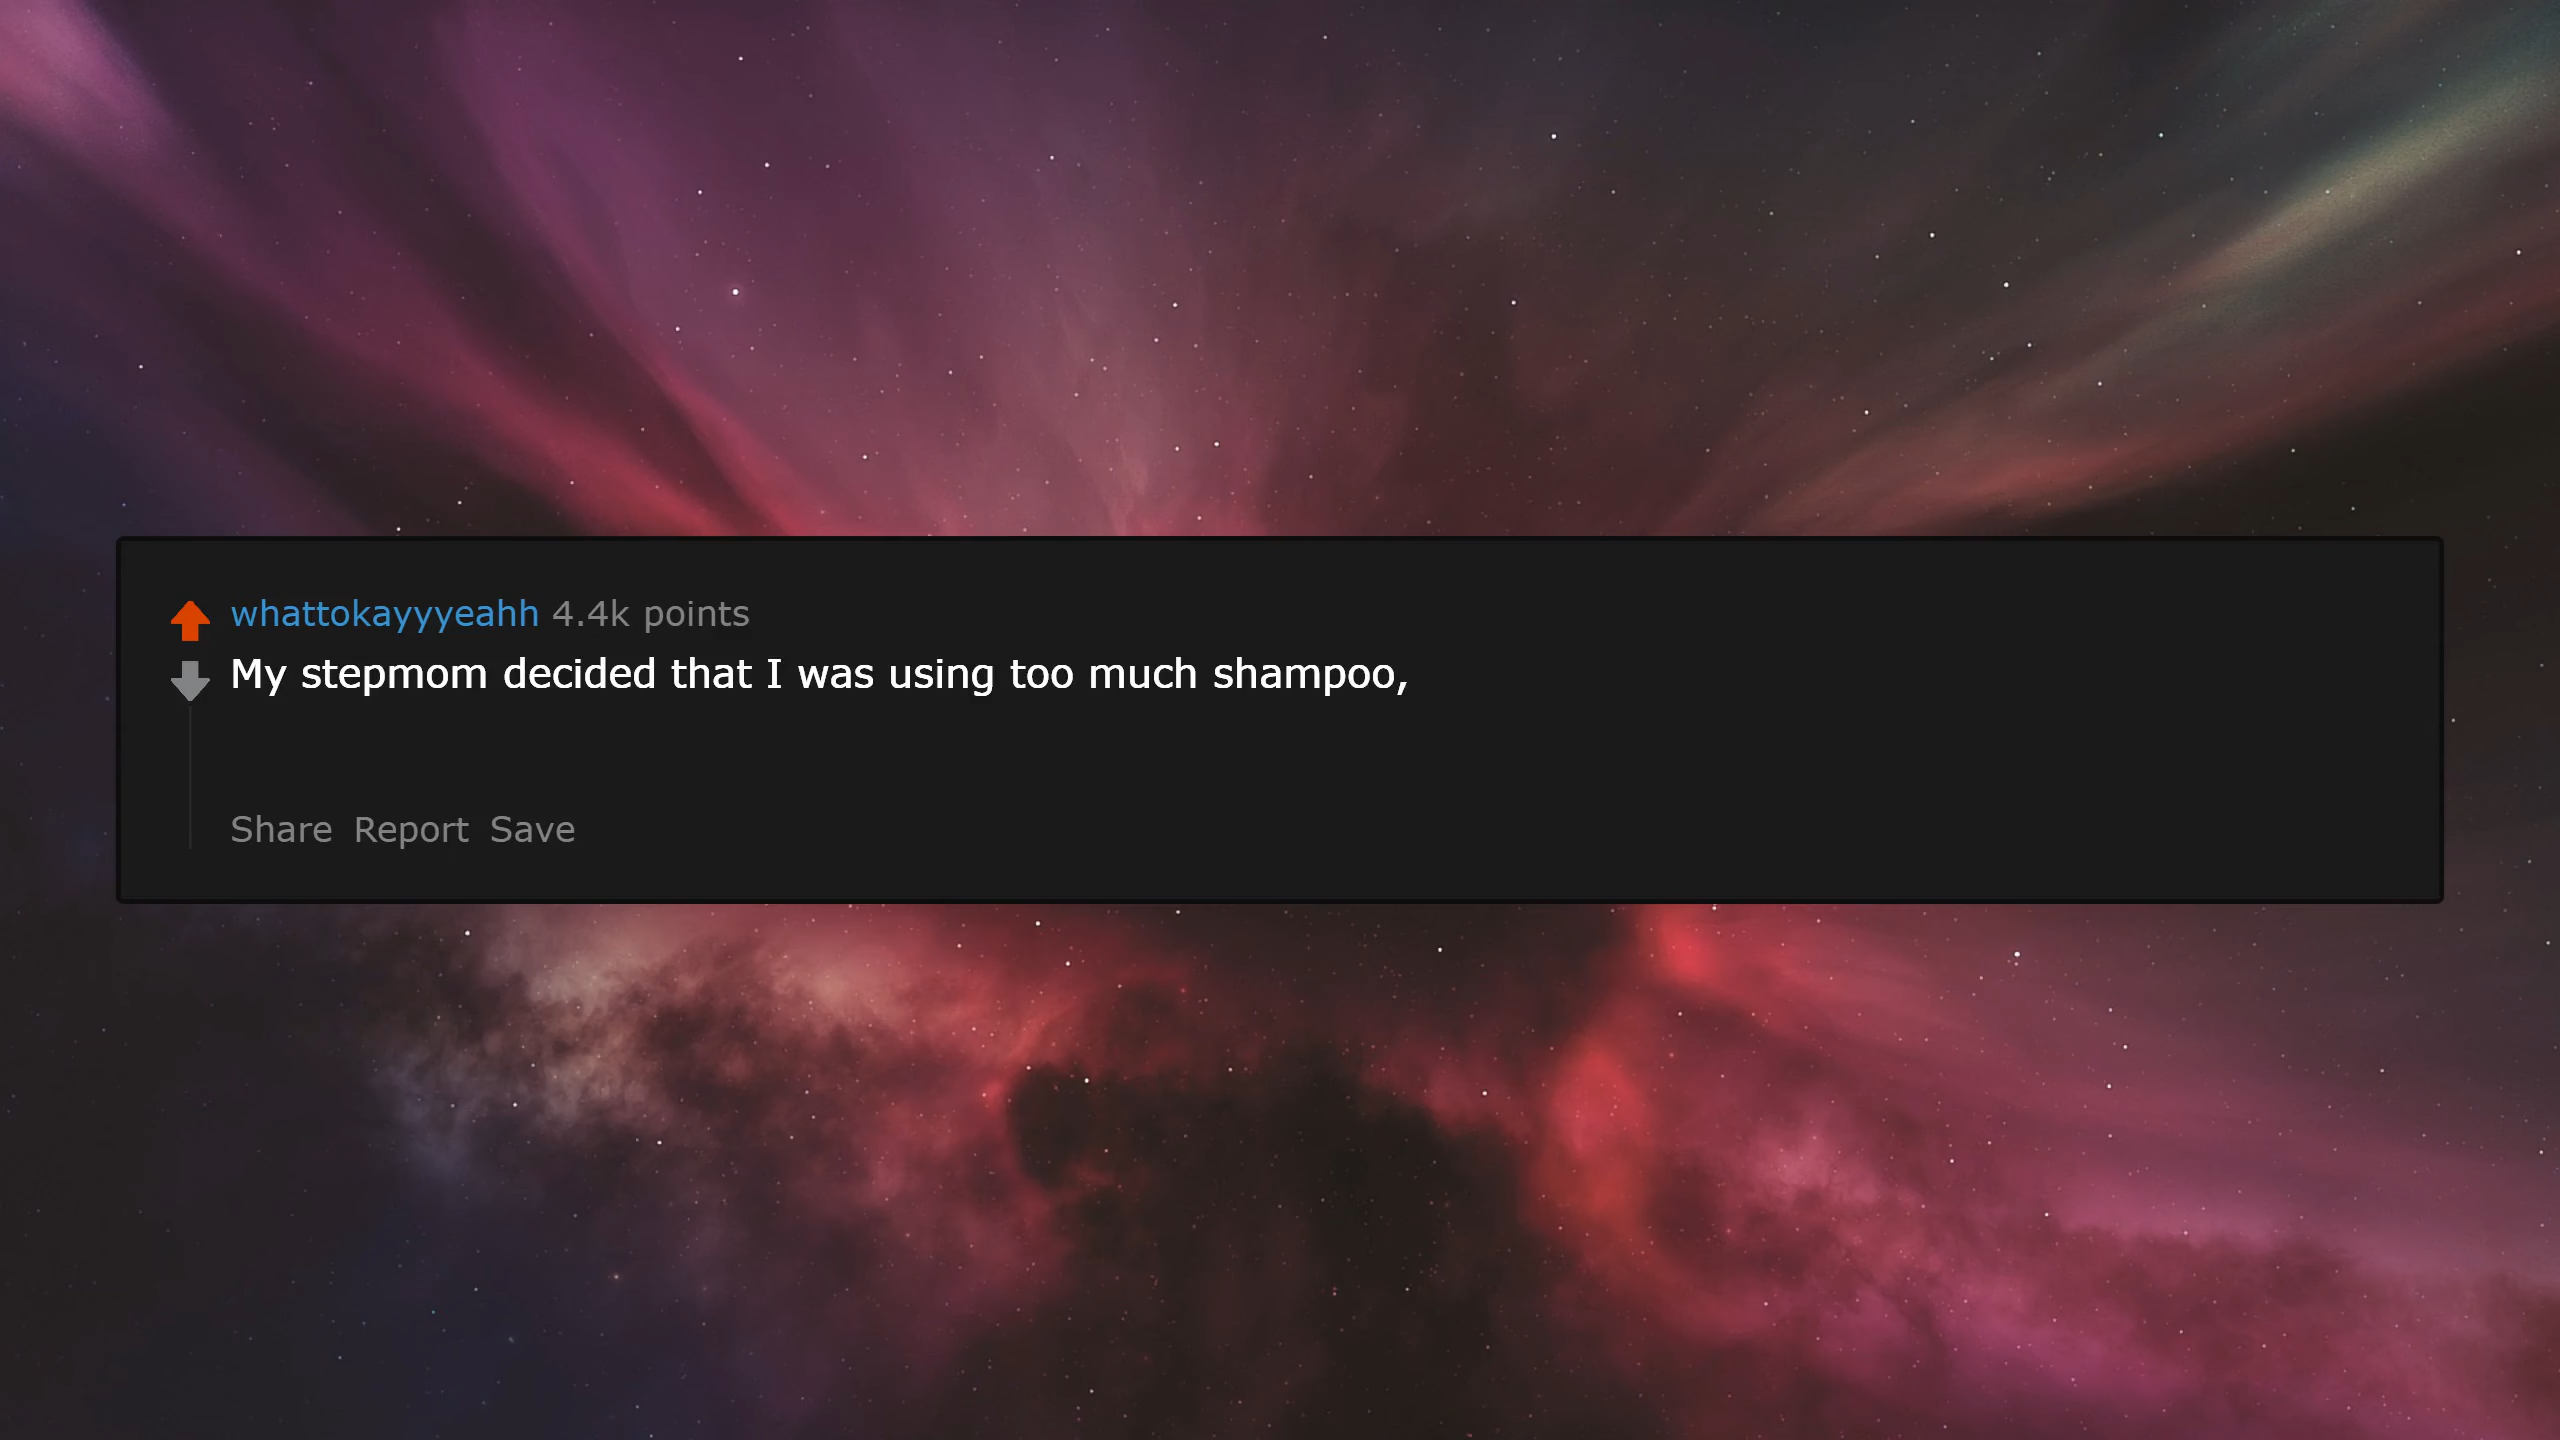 whattokayyyeahh 4.4k points
My stepmom decided that I was using too much shampoo,
Share Report Save